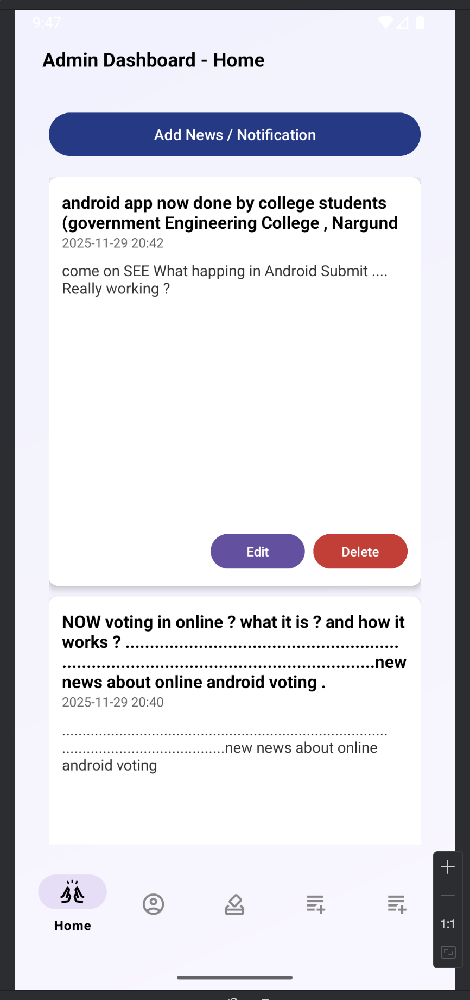 9:47
Admin Dashboard - Home
Add News / Notification
android app now done by college students
(government Engineering College , Nargund
2025-11-29 20:42
come on SEE What happing in Android Submit ....
Really working ?
Edit
Delete
NOW voting in online ? what it is ? and how it
works ? ........................................................
................................................................new
news about online android voting .
2025-11-29 20:40
................................................................................
........................................new news about online
android voting
Home
1:1